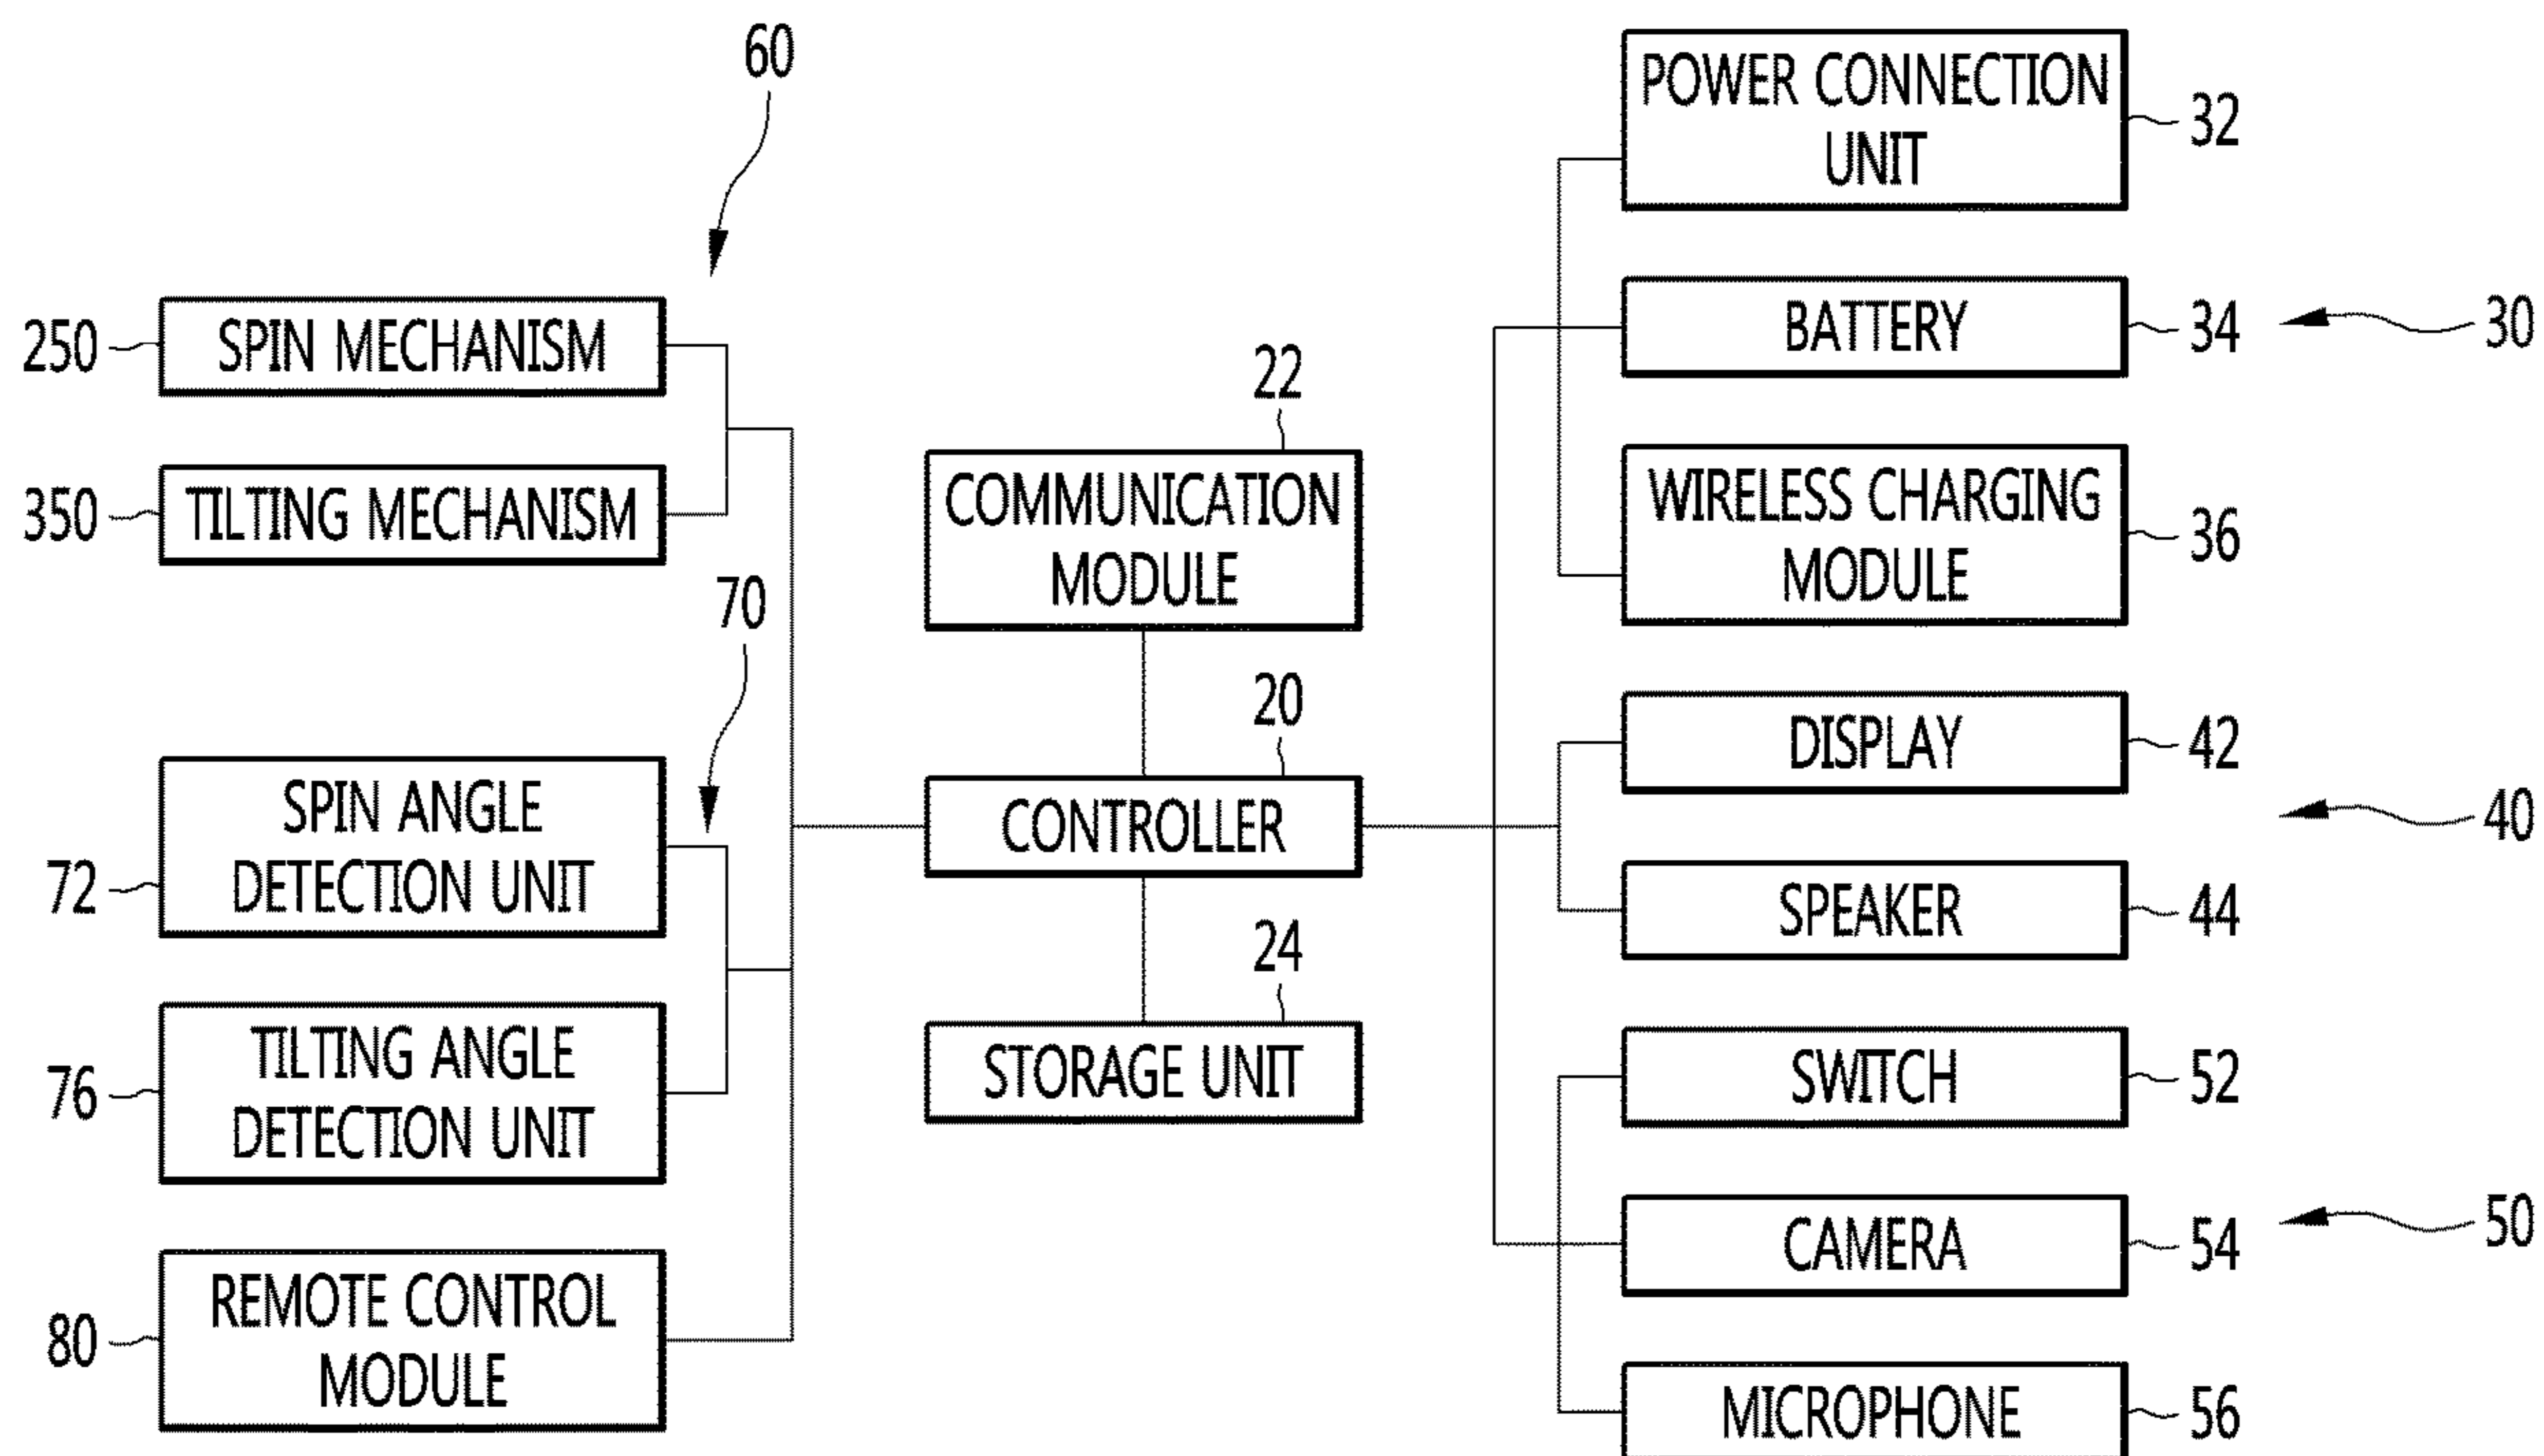 60
250
SPIN MECHANISM
350
TILTING MECHANISM
70
72
SPIN ANGLE
DETECTION UNIT
76
TILTING ANGLE
DETECTION UNIT
80
REMOTE CONTROL
MODULE
22
COMMUNICATION
MODULE
20
CONTROLLER
24
STORAGE UNIT
POWER CONNECTION
UNIT
32
BATTERY
34
30
WIRELESS CHARGING
MODULE
36
DISPLAY
42
40
SPEAKER
44
SWITCH
52
CAMERA
54
50
MICROPHONE
56